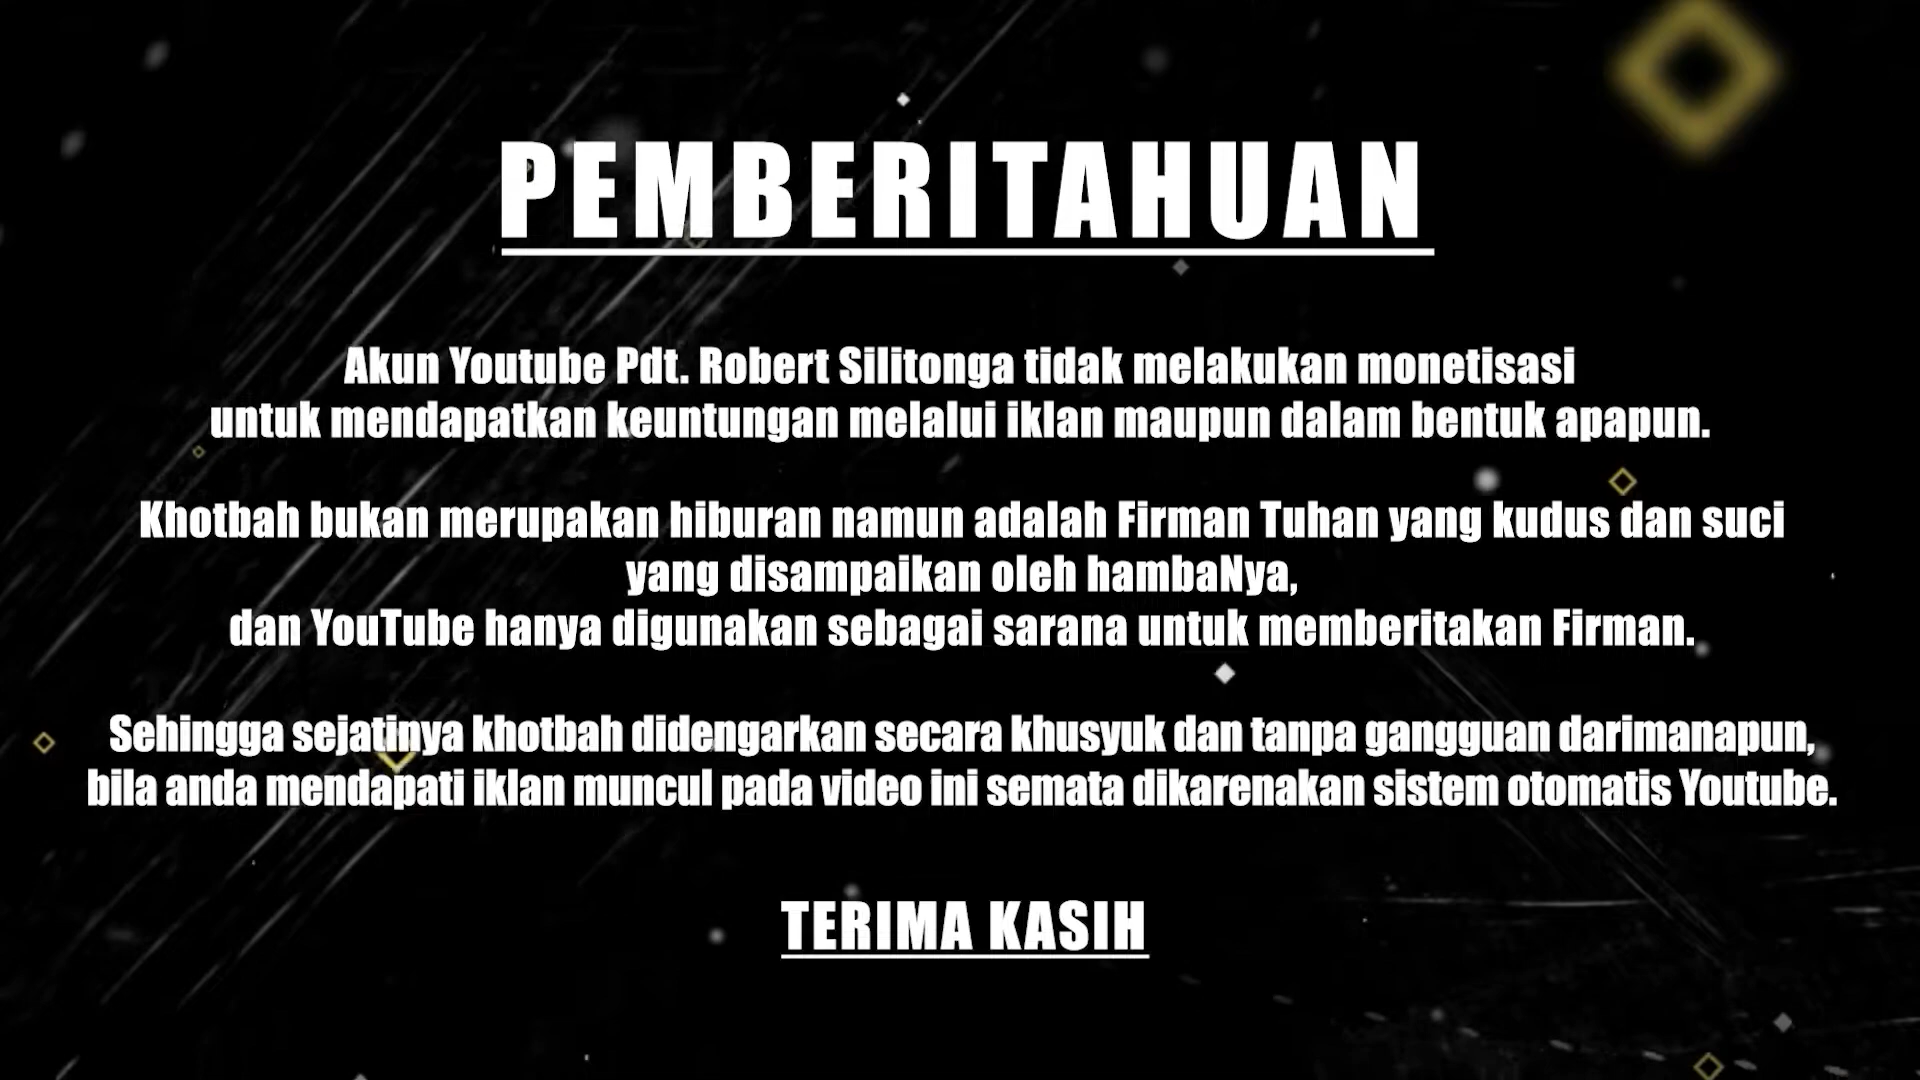 PEMBERITAHUAN
Akun Youtube Pdt. Robert Silitonga tidak melakukan monetisasi
untuk mendapatkan keuntungan melalui iklan maupun dalam bentuk apapun.
Khotbah bukan merupakan hiburan namun adalah Firman Tuhan yang kudus dan suci
yang disampaikan oleh hambaNya,
dan YouTube hanya digunakan sebagai sarana untuk memberitakan Firman.
Sehingga sejatinya khotbah didengarkan secara khusyuk dan tanpa gangguan darimanapun,
bila anda mendapati iklan muncul pada video ini semata dikarenakan sistem otomatis Youtube.
TERIMA KASIH